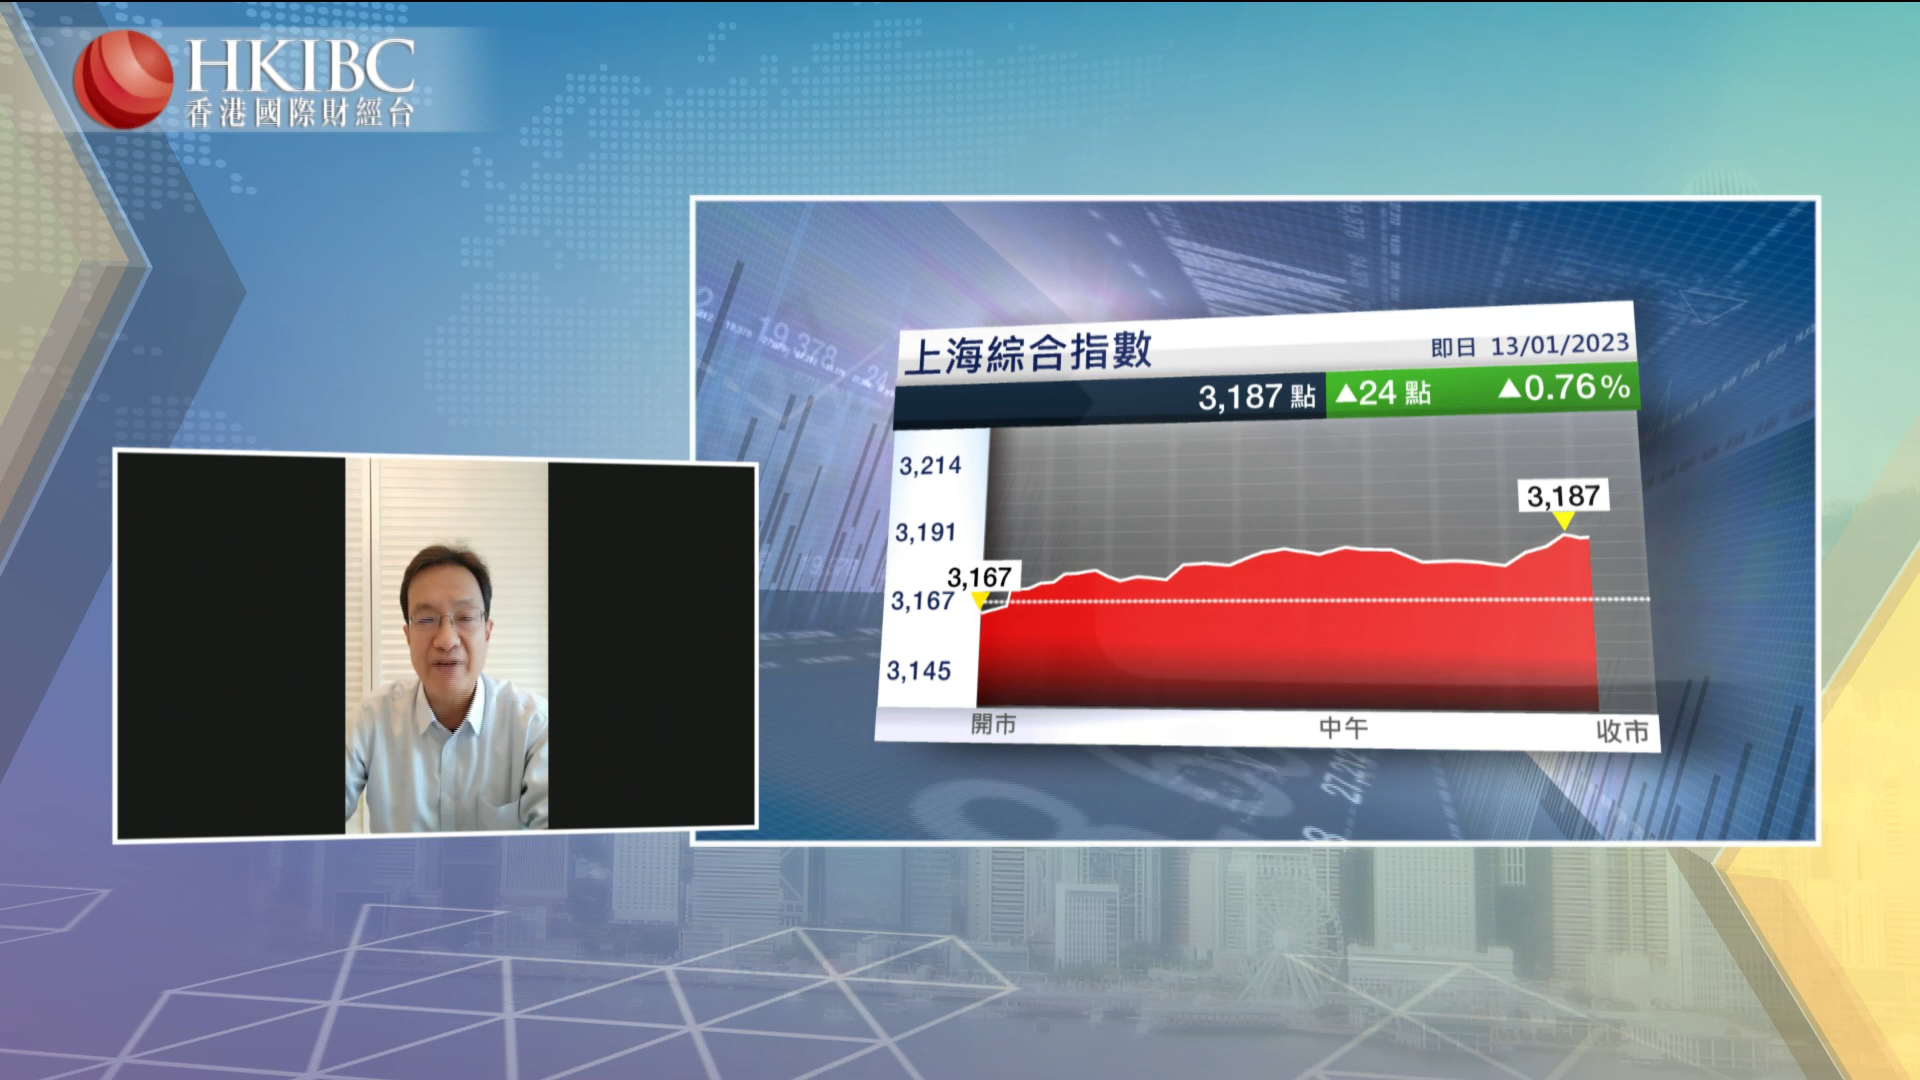 HKIBC
香港國際財經台
上海綜合指數
即日 13/01/2023
3,187 點 ▲24 點 ▲0.76%
3,214
3,191
3,187
3,167
3,167
3,145
開市 中午 收市
19,378